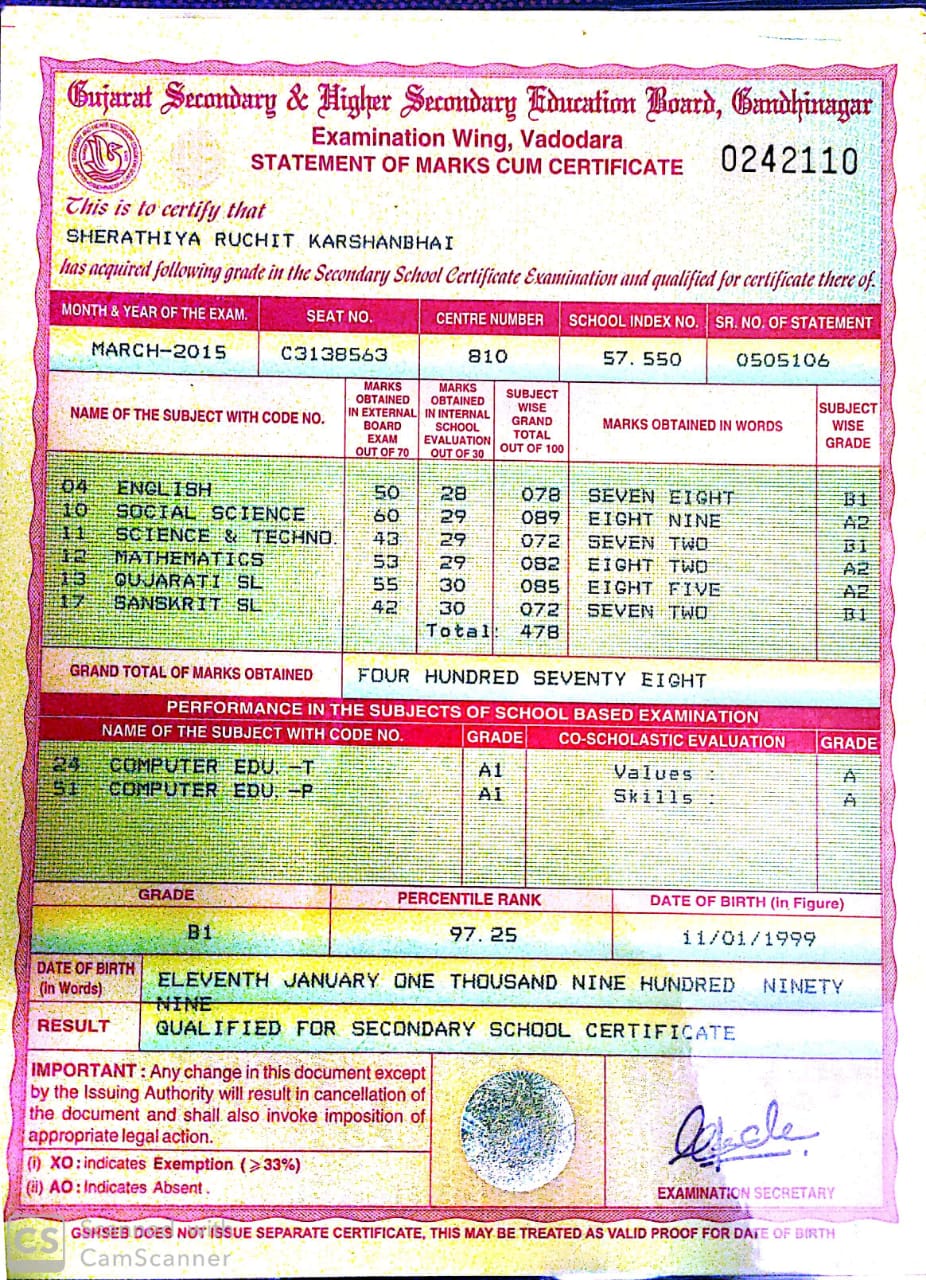 Gujarat Secondary & Higher Secondary Education Board, Gandhinagar
Examination Wing, Vadodara
STATEMENT OF MARKS CUM CERTIFICATE 0242110
This is to certify that
SHERATHIYA RUCHIT KARSHANBHAI
has acquired following grade in the Secondary School Certificate Examination and qualified for certificate there of.
MONTH & YEAR OF THE EXAM. SEAT NO. CENTRE NUMBER SCHOOL INDEX NO. SR. NO. OF STATEMENT
MARCH-2015 C3138563 810 57.550 0505106
NAME OF THE SUBJECT WITH CODE NO.
MARKS OBTAINED IN EXTERNAL BOARD EXAM OUT OF 70
MARKS OBTAINED IN INTERNAL SCHOOL EVALUATION OUT OF 30
SUBJECT WISE GRAND TOTAL OUT OF 100
MARKS OBTAINED IN WORDS
SUBJECT WISE GRADE
04 ENGLISH 50 28 078 SEVEN EIGHT B1
10 SOCIAL SCIENCE 60 29 089 EIGHT NINE A2
11 SCIENCE & TECHNO. 43 29 072 SEVEN TWO B1
12 MATHEMATICS 53 29 082 EIGHT TWO A2
13 GUJARATI SL 55 30 085 EIGHT FIVE A2
17 SANSKRIT SL 42 30 072 SEVEN TWO B1
Total: 478
GRAND TOTAL OF MARKS OBTAINED FOUR HUNDRED SEVENTY EIGHT
PERFORMANCE IN THE SUBJECTS OF SCHOOL BASED EXAMINATION
NAME OF THE SUBJECT WITH CODE NO. GRADE CO-SCHOLASTIC EVALUATION GRADE
24 COMPUTER EDU. -T A1 Values : A
51 COMPUTER EDU. -P A1 Skills : A
GRADE PERCENTILE RANK DATE OF BIRTH (in Figure)
B1 97.25 11/01/1999
DATE OF BIRTH (in Words) ELEVENTH JANUARY ONE THOUSAND NINE HUNDRED NINETY
NINE
RESULT QUALIFIED FOR SECONDARY SCHOOL CERTIFICATE
IMPORTANT : Any change in this document except
by the Issuing Authority will result in cancellation of
the document and shall also invoke imposition of
appropriate legal action.
(i) XO : indicates Exemption (⩾33%)
(ii) AO : Indicates Absent .
EXAMINATION SECRETARY
GSHSEB DOES NOT ISSUE SEPARATE CERTIFICATE, THIS MAY BE TREATED AS VALID PROOF FOR DATE OF BIRTH
CS Scanned with
CamScanner